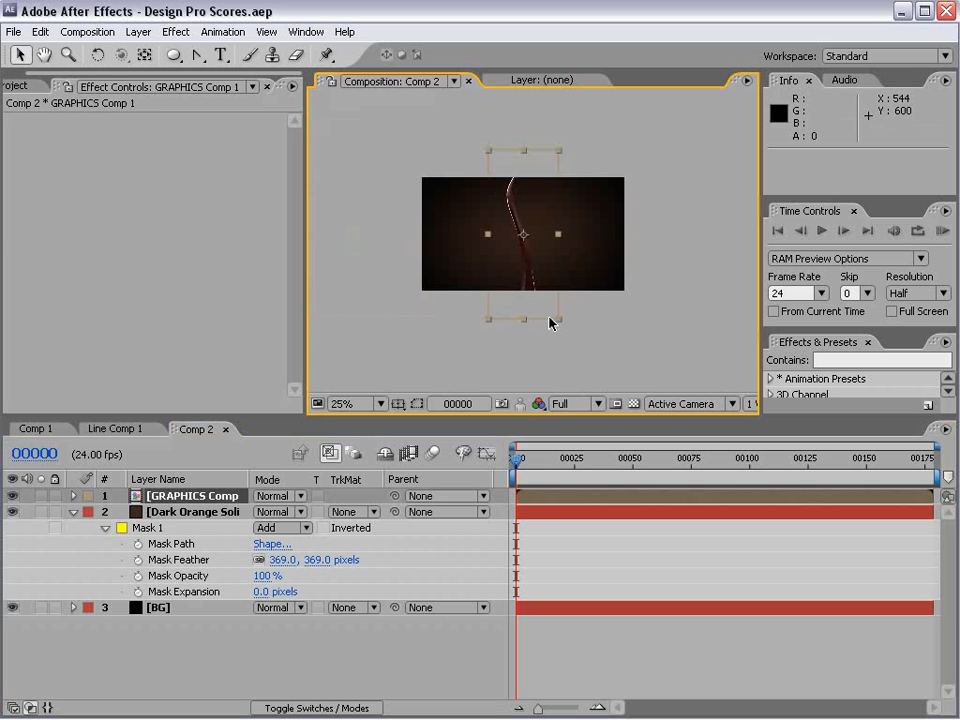 Adobe After Effects - Design Pro Scores.aep
File Edit Composition Layer Effect Animation View Window Help
Workspace: Standard
oject Effect Controls: GRAPHICS Comp 1
Comp 2 * GRAPHICS Comp 1
Composition: Comp 2
Layer: (none)
Info Audio
R :
G :
B :
A : 0
X : 544
Y : 600
Time Controls
RAM Preview Options
Frame Rate Skip Resolution
24 0 Half
From Current Time Full Screen
Effects & Presets
Contains:
* Animation Presets
3D Channel
25% 00000 Full Active Camera 1
Comp 1 Line Comp 1 Comp 2
00000 (24.00 fps)
00025 00050 00075 00100 00125 00150 00175
# Layer Name Mode T TrkMat Parent
1 [GRAPHICS Comp Normal None
2 [Dark Orange Soli Normal None None
Mask 1 Add Inverted
Mask Path Shape...
Mask Feather 369.0, 369.0 pixels
Mask Opacity 100 %
Mask Expansion 0.0 pixels
3 [BG] Normal None None
Toggle Switches / Modes